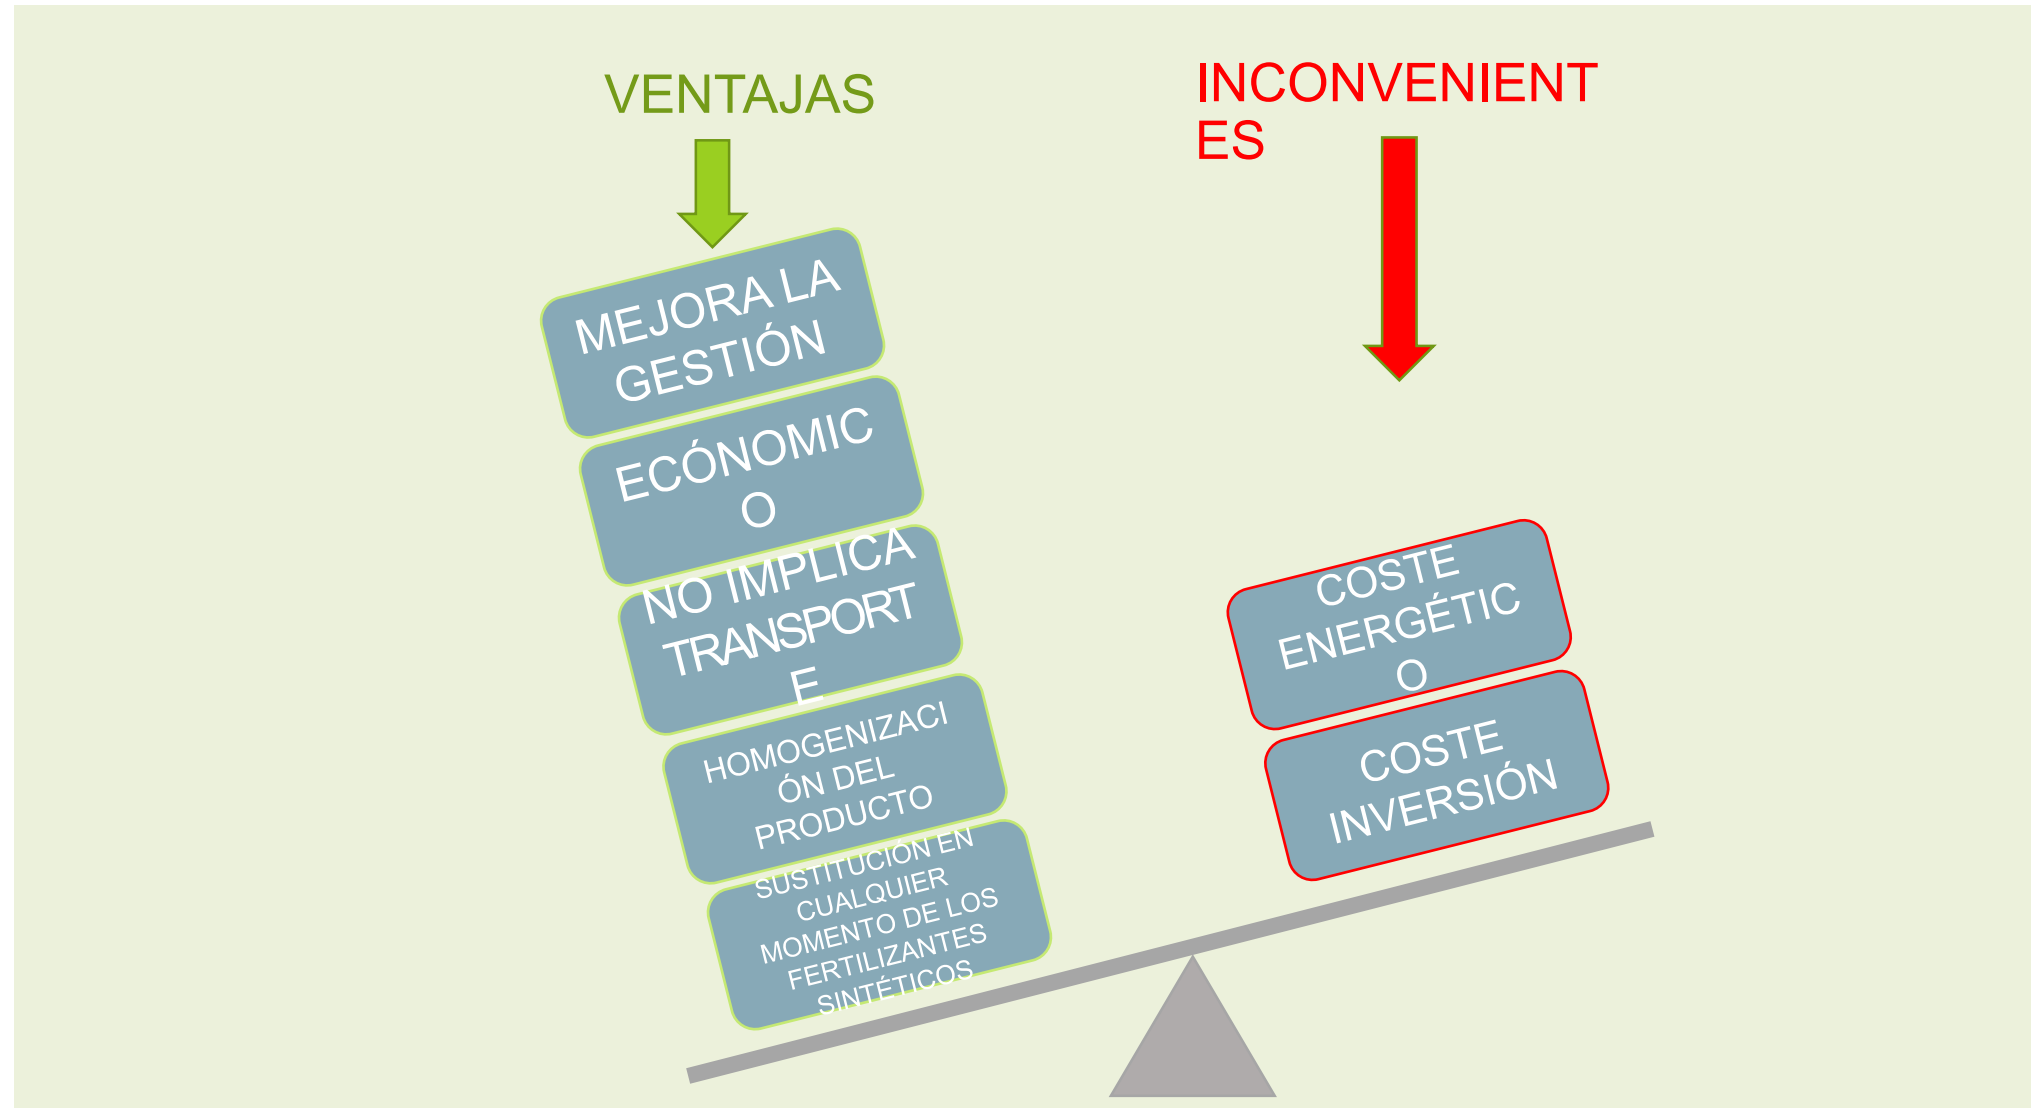 VENTAJAS
MEJORA LA
GESTIÓN
ECÓNOMIC
O
NO IMPLICA
TRANSPORT
E
HOMOGENIZACI
ÓN DEL
PRODUCTO
SUSTITUCIÓN EN
CUALQUIER
MOMENTO DE LOS
FERTILIZANTES
SINTÉTICOS
INCONVENIENT
ES
COSTE
ENERGÉTIC
O
COSTE
INVERSIÓN